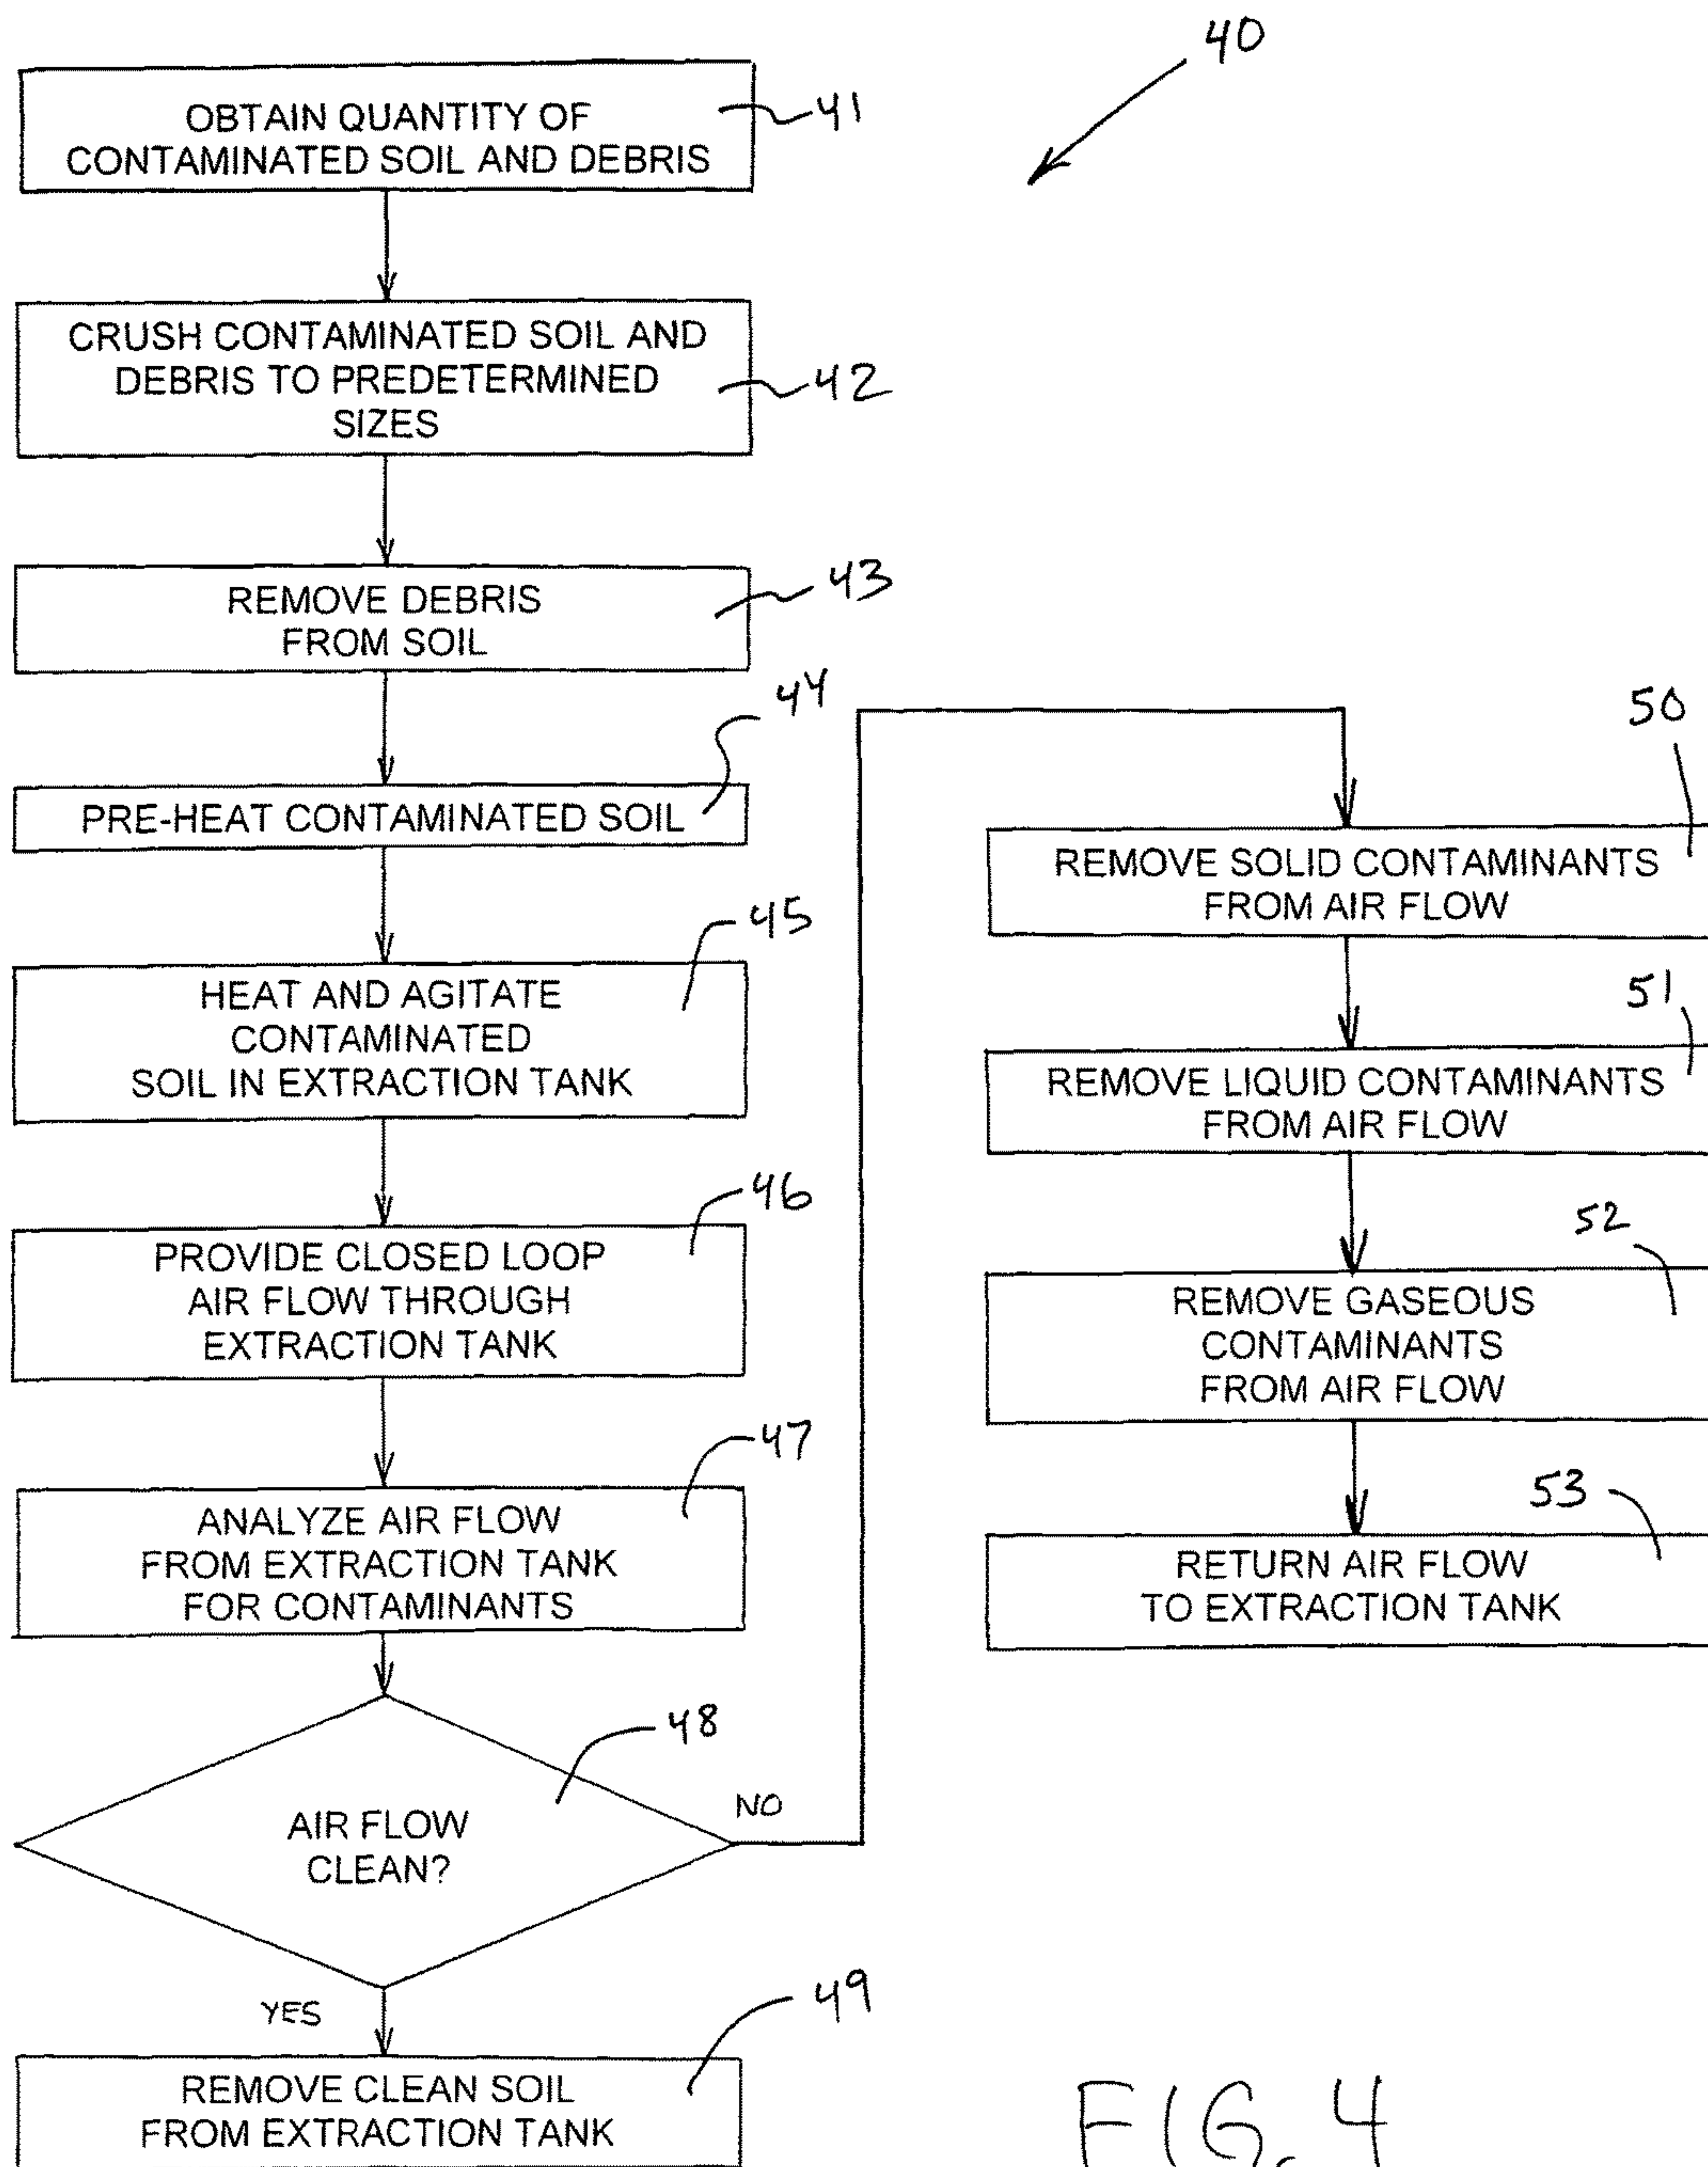 40
OBTAIN QUANTITY OF
CONTAMINATED SOIL AND DEBRIS
41
CRUSH CONTAMINATED SOIL AND
DEBRIS TO PREDETERMINED
SIZES
42
REMOVE DEBRIS
FROM SOIL
43
PRE-HEAT CONTAMINATED SOIL
44
HEAT AND AGITATE
CONTAMINATED
SOIL IN EXTRACTION TANK
45
PROVIDE CLOSED LOOP
AIR FLOW THROUGH
EXTRACTION TANK
46
ANALYZE AIR FLOW
FROM EXTRACTION TANK
FOR CONTAMINANTS
47
AIR FLOW
CLEAN?
48
NO
YES
REMOVE CLEAN SOIL
FROM EXTRACTION TANK
49
50
REMOVE SOLID CONTAMINANTS
FROM AIR FLOW
51
REMOVE LIQUID CONTAMINANTS
FROM AIR FLOW
52
REMOVE GASEOUS
CONTAMINANTS
FROM AIR FLOW
53
RETURN AIR FLOW
TO EXTRACTION TANK
FIG. 4